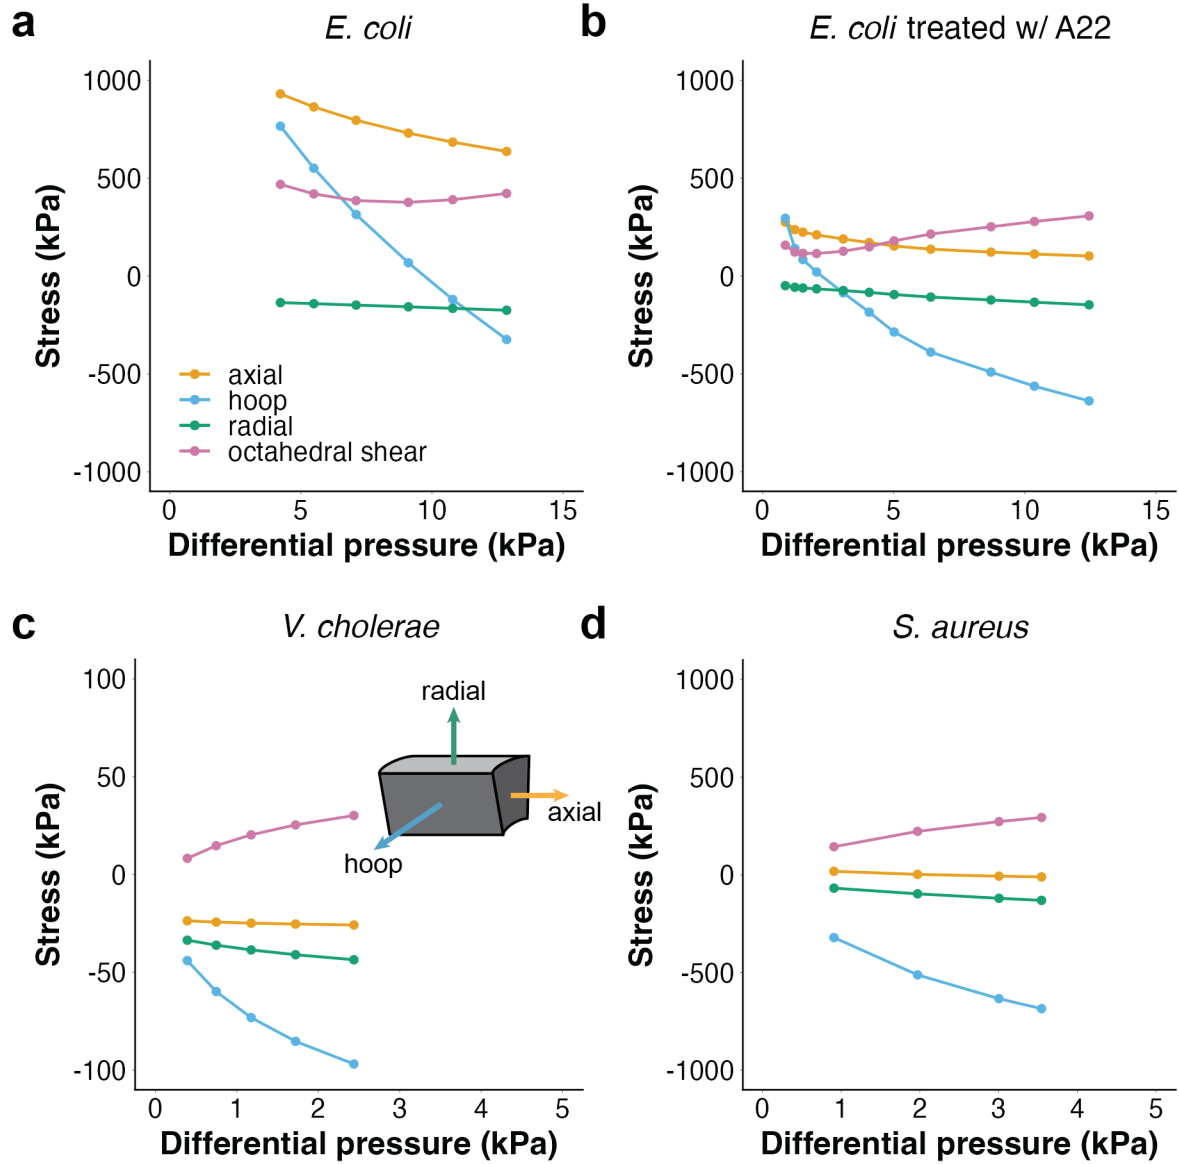 a
E. coli
Stress (kPa)
1000
500
0
-500
-1000
axial
hoop
radial
octahedral shear
0 5 10 15
Differential pressure (kPa)
b
E. coli treated w/ A22
Stress (kPa)
1000
500
0
-500
-1000
0 5 10 15
Differential pressure (kPa)
c
V. cholerae
Stress (kPa)
100
50
0
-50
-100
radial
axial
hoop
0 1 2 3 4 5
Differential pressure (kPa)
d
S. aureus
Stress (kPa)
1000
500
0
-500
-1000
0 1 2 3 4 5
Differential pressure (kPa)